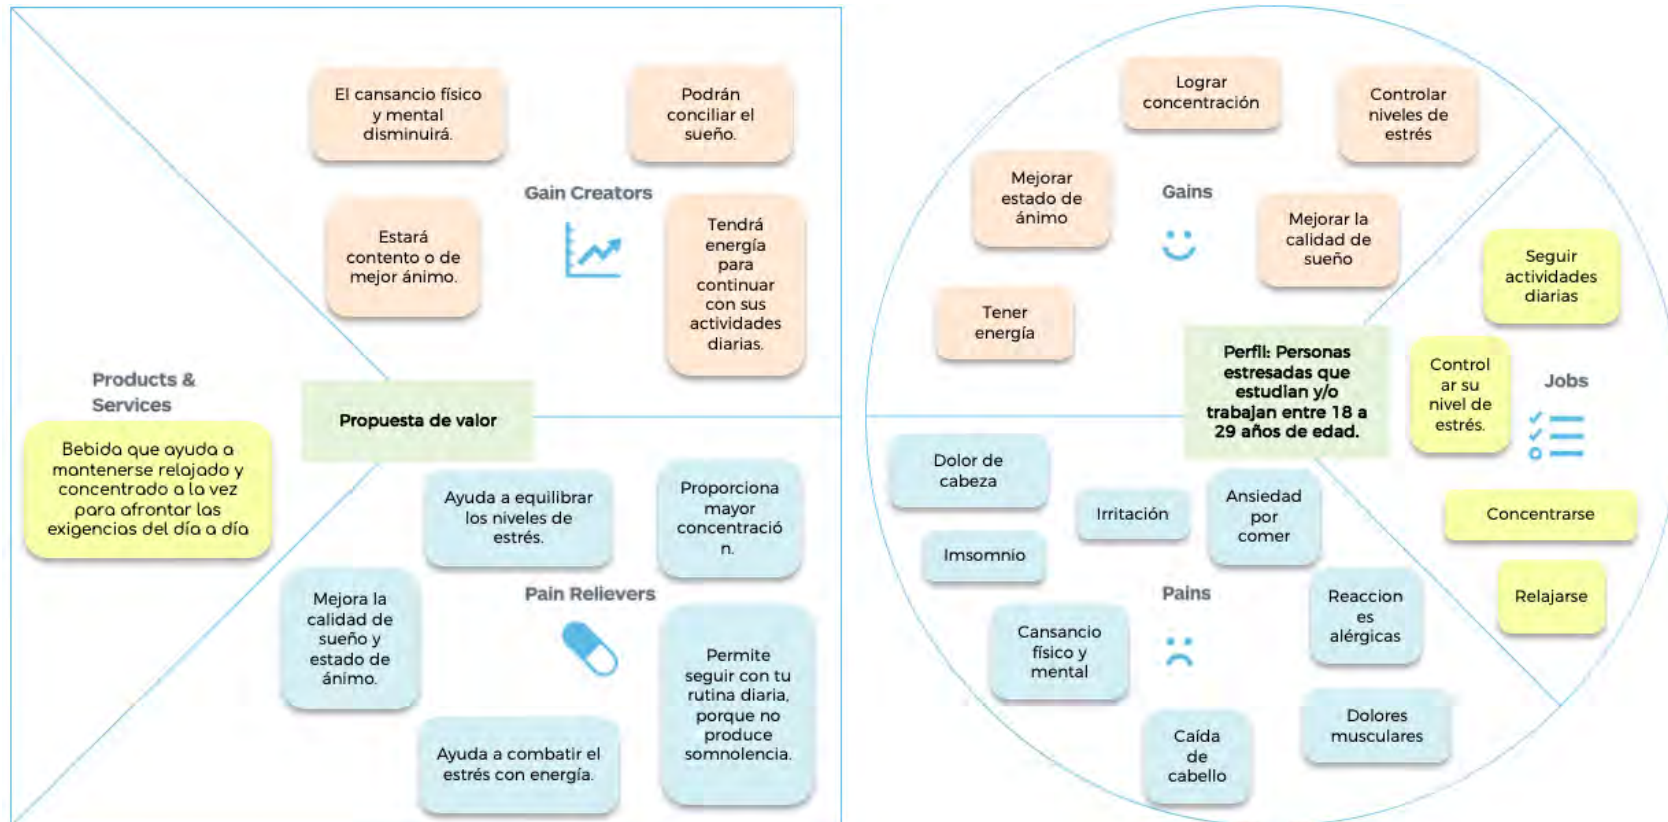 El cansancio físico
y mental
disminuirá.
Podrán
conciliar el
sueño.
Gain Creators
Estará
contento o de
mejor ánimo.
Tendrá
energía
para
continuar
con sus
actividades
diarias.
Products &
Services
Bebida que ayuda a
mantenerse relajado y
concentrado a la vez
para afrontar las
exigencias del día a día
Propuesta de valor
Ayuda a equilibrar
los niveles de
estrés.
Proporciona
mayor
concentració
n.
Pain Relievers
Mejora la
calidad de
sueño y
estado de
ánimo.
Permite
seguir con tu
rutina diaria,
porque no
produce
somnolencia.
Ayuda a combatir el
estrés con energía.
Lograr
concentración
Controlar
niveles de
estrés
Mejorar
estado de
ánimo
Gains
Mejorar la
calidad de
sueño
Tener
energía
Seguir
actividades
diarias
Perfil: Personas
estresadas que
estudian y/o
trabajan entre 18 a
29 años de edad.
Control
ar su
nivel de
estrés.
Jobs
Concentrarse
Relajarse
Dolor de
cabeza
Irritación
Ansiedad
por
comer
Imsomnio
Pains
Cansancio
físico y
mental
Reaccion
es
alérgicas
Caída
de
cabello
Dolores
musculares